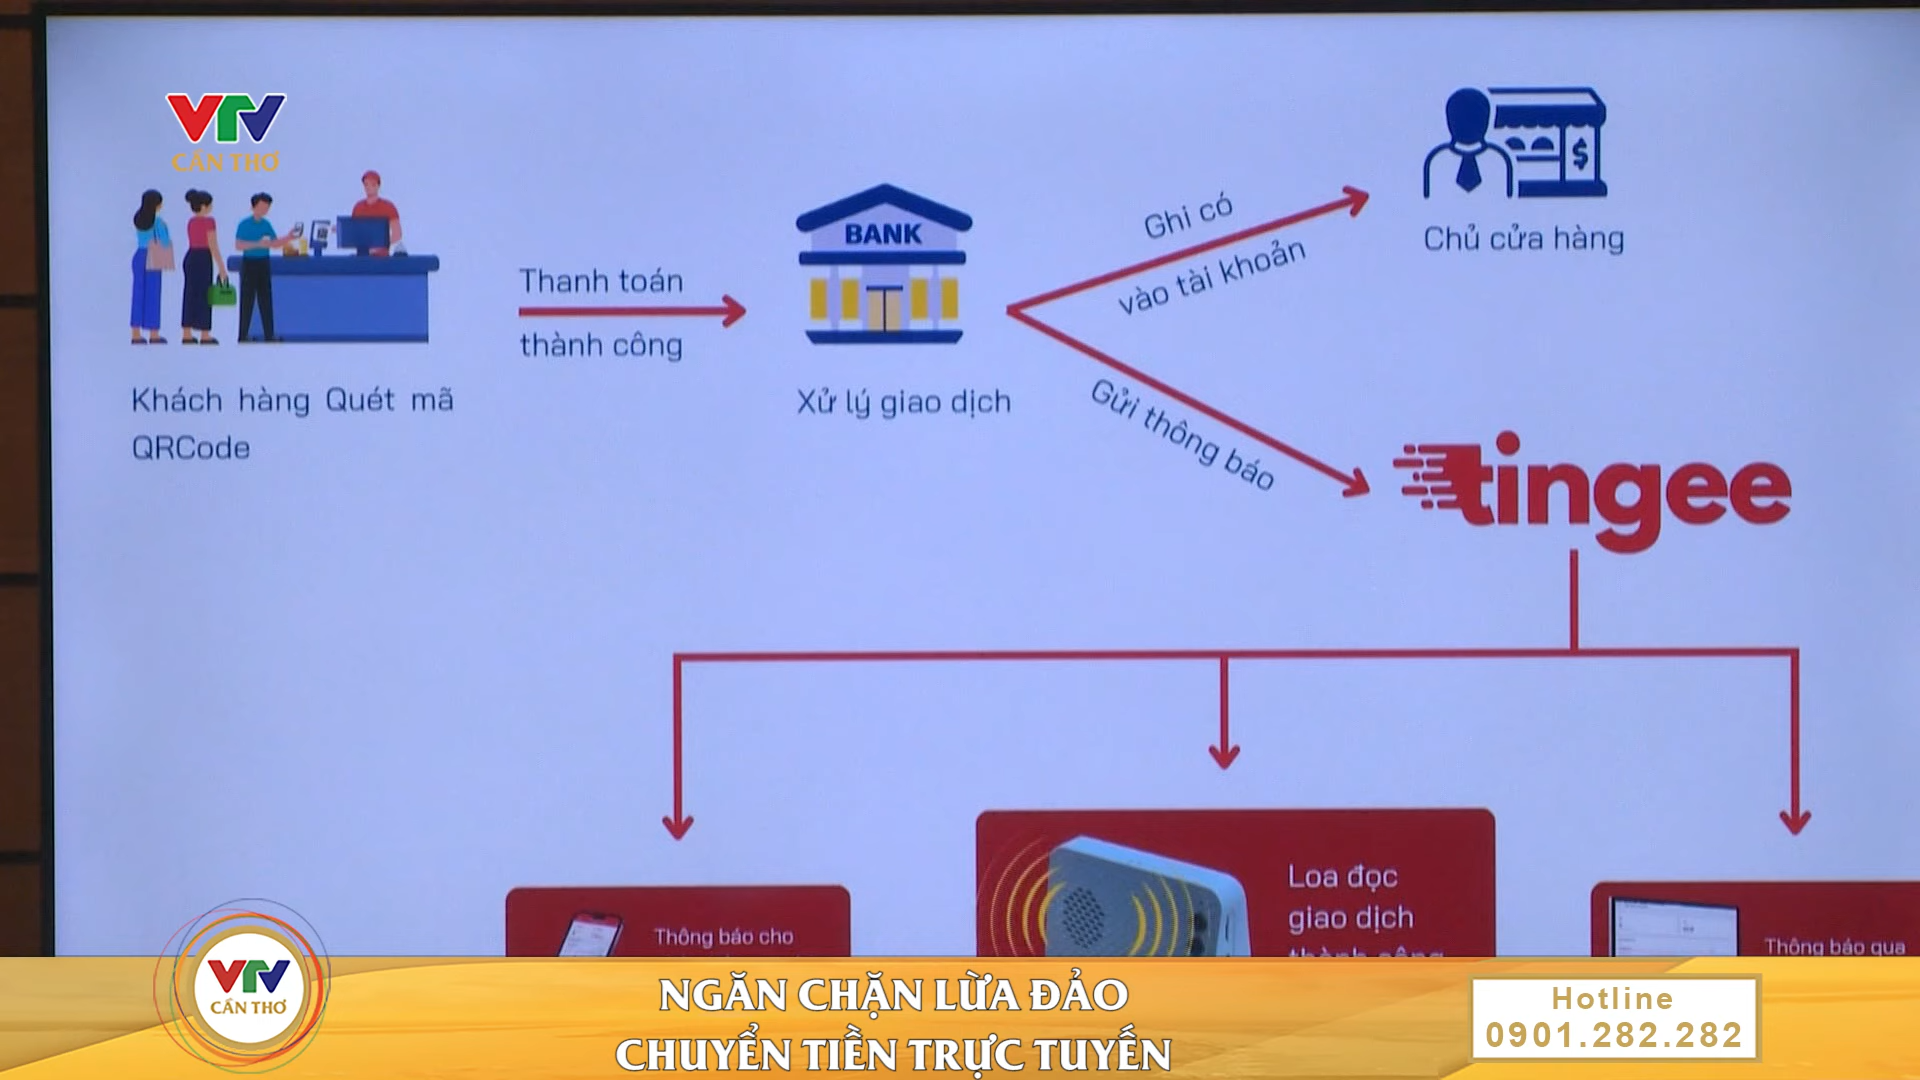 VTV
CẦN THƠ
BANK
$
Ghi có
vào tài khoản
Chủ cửa hàng
Thanh toán
thành công
Khách hàng Quét mã
QRCode
Xử lý giao dịch
Gửi thông báo
tingee
Loa đọc
giao dịch
thành công
Thông báo cho
Thông báo qua
VTV
CẦN THƠ
NGĂN CHẶN LỪA ĐẢO
CHUYỂN TIỀN TRỰC TUYẾN
Hotline
0901.282.282